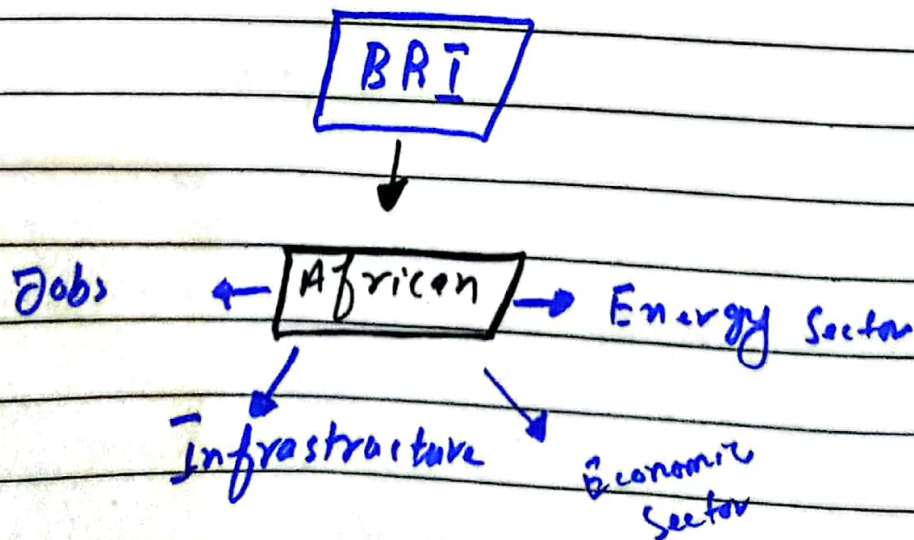 BRI
African
Jobs
Energy Sector
Infrastructure
Economic
Sector